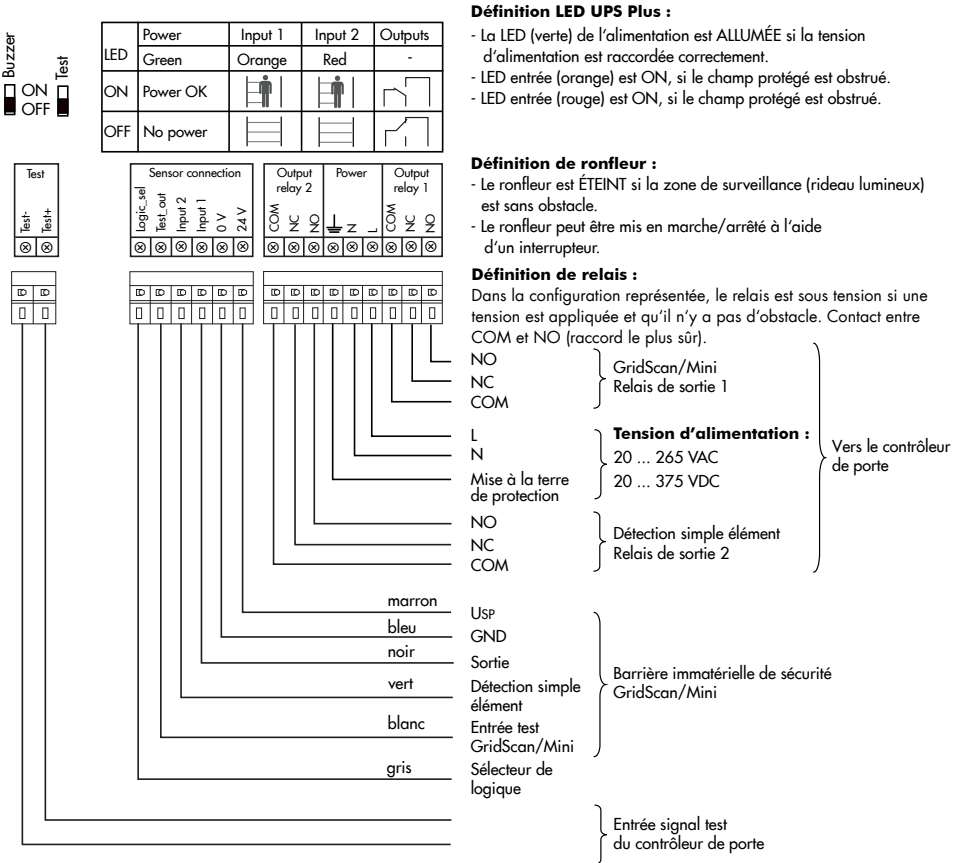 Buzzer
ON
OFF
Test
LED Power Input 1 Input 2 Outputs
Green Orange Red -
ON Power OK
OFF No power
Définition LED UPS Plus :
- La LED (verte) de l'alimentation est ALLUMÉE si la tension
d'alimentation est raccordée correctement.
- LED entrée (orange) est ON, si le champ protégé est obstrué.
- LED entrée (rouge) est ON, si le champ protégé est obstrué.
Définition de ronfleur :
- Le ronfleur est ÉTEINT si la zone de surveillance (rideau lumineux)
est sans obstacle.
- Le ronfleur peut être mis en marche/arrêté à l'aide
d'un interrupteur.
Définition de relais :
Dans la configuration représentée, le relais est sous tension si une
tension est appliquée et qu'il n'y a pas d'obstacle. Contact entre
COM et NO (raccord le plus sûr).
Test
Test-
Test+
Sensor connection
Logic_sel
Test_out
Input 2
Input 1
0 V
24 V
Output
relay 2
COM
NC
NO
Power
N
L
Output
relay 1
COM
NC
NO
NO
NC
COM
GridScan/Mini
Relais de sortie 1
L
N
Mise à la terre
de protection
Tension d'alimentation :
20 ... 265 VAC
20 ... 375 VDC
Vers le contrôleur
de porte
NO
NC
COM
Détection simple élément
Relais de sortie 2
marron
USP
bleu
GND
noir
Sortie
vert
Détection simple
élément
blanc
Entrée test
GridScan/Mini
gris
Sélecteur de
logique
Barrière immatérielle de sécurité
GridScan/Mini
Entrée signal test
du contrôleur de porte